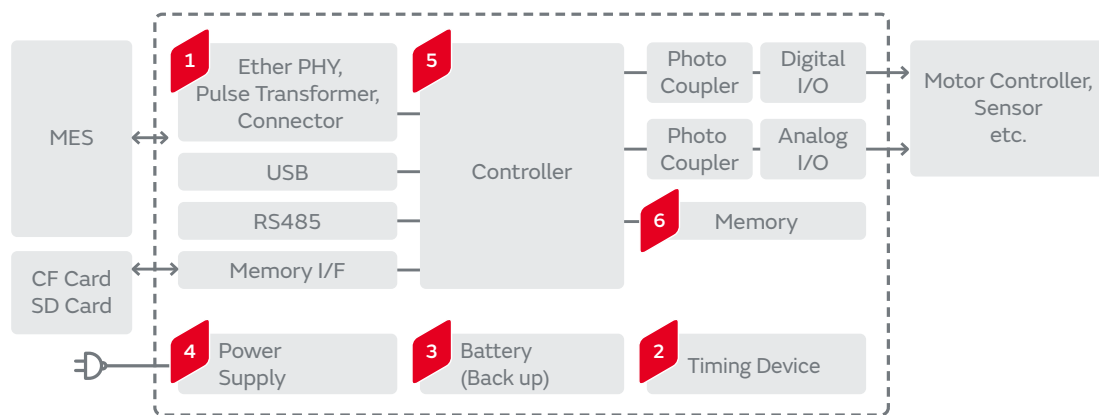 MES
CF Card
SD Card
1
Ether PHY,
Pulse Transformer,
Connector
USB
RS485
Memory I/F
5
Controller
Photo
Coupler
Digital
I/O
Photo
Coupler
Analog
I/O
6
Memory
Motor Controller,
Sensor
etc.
4
Power
Supply
3
Battery
(Back up)
2
Timing Device